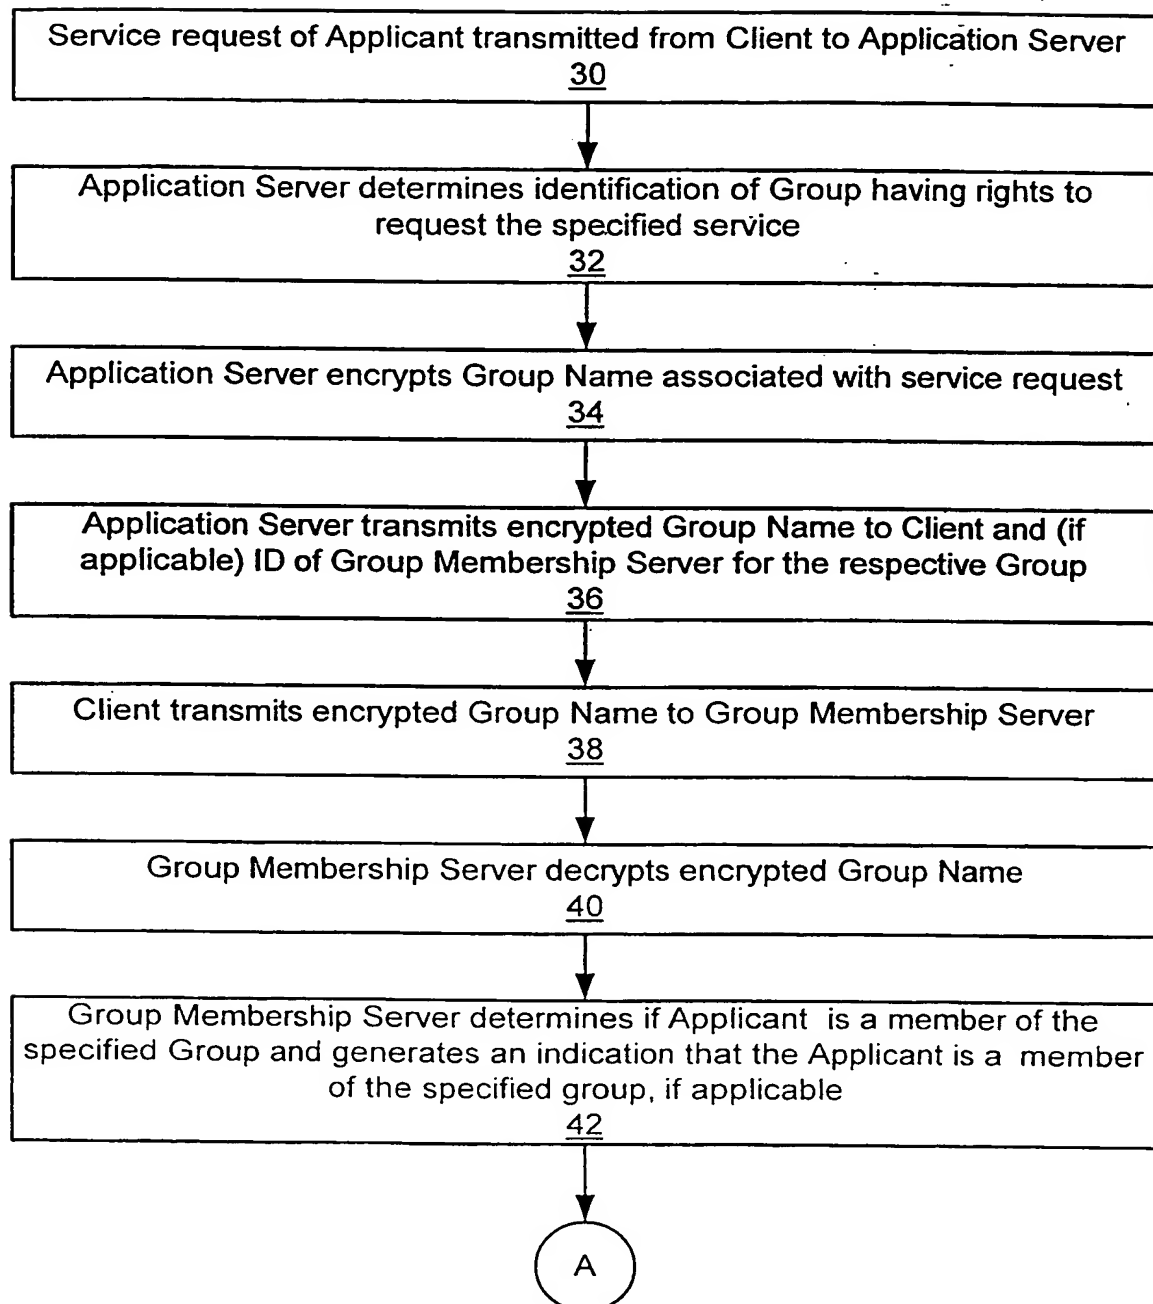 Service request of Applicant transmitted from Client to Application Server
30
Application Server determines identification of Group having rights to
request the specified service
32
Application Server encrypts Group Name associated with service request
34
Application Server transmits encrypted Group Name to Client and (if
applicable) ID of Group Membership Server for the respective Group
36
Client transmits encrypted Group Name to Group Membership Server
38
Group Membership Server decrypts encrypted Group Name
40
Group Membership Server determines if Applicant is a member of the
specified Group and generates an indication that the Applicant is a member
of the specified group, if applicable
42
A